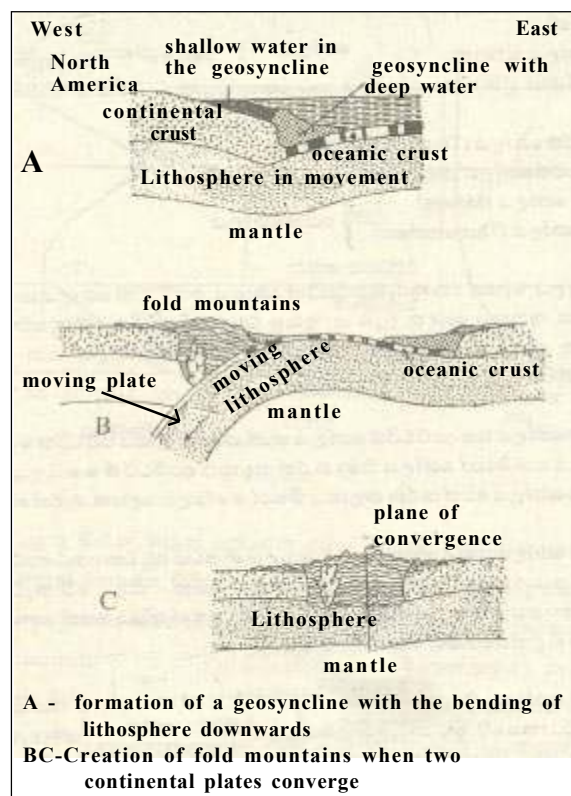 West East
North
America
shallow water in
the geosyncline
geosyncline with
deep water
continental
crust
oceanic crust
A
Lithosphere in movement
mantle
fold mountains
moving plate
moving
lithosphere
oceanic crust
mantle
B
plane of
convergence
C
Lithosphere
mantle
A - formation of a geosyncline with the bending of
lithosphere downwards
BC-Creation of fold mountains when two
continental plates converge